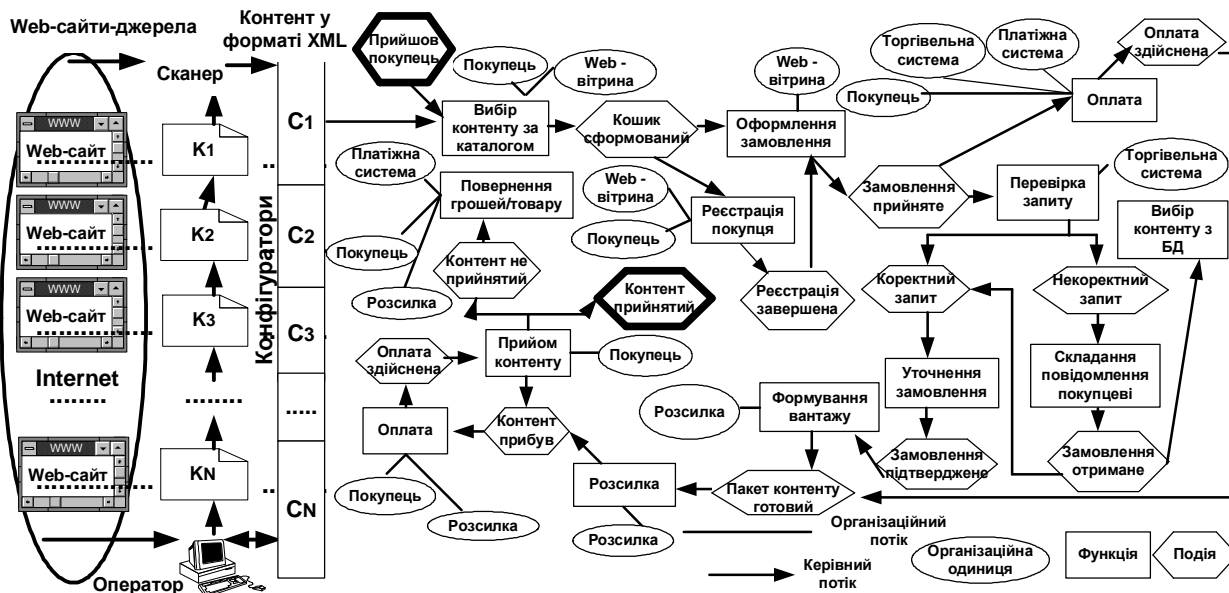 Web-сайти-джерела
Сканер
WWW
Web-сайт
K1
WWW
Web-сайт
K2
WWW
Web-сайт
K3
Internet
........
........
WWW
Web-сайт
KN
Оператор
Конфігуратори
Контент у
форматі XML
C1
C2
C3
.....
CN
Прийшов
покупець
Покупець
Web -
вітрина
Вибір
контенту за
каталогом
Кошик
сформований
Web -
вітрина
Оформлення
замовлення
Торгівельна
система
Платіжна
система
Покупець
Оплата
Оплата
здійснена
Платіжна
система
Повернення
грошей/товару
Покупець
Розсилка
Контент не
прийнятий
Web -
вітрина
Покупець
Реєстрація
покупця
Реєстрація
завершена
Замовлення
прийняте
Перевірка
запиту
Торгівельна
система
Вибір
контенту з
БД
Коректний
запит
Некоректний
запит
Контент
прийнятий
Оплата
здійснена
Прийом
контенту
Покупець
Уточнення
замовлення
Складання
повідомлення
покупцеві
Розсилка
Формування
вантажу
Оплата
Контент
прибув
Замовлення
підтверджене
Замовлення
отримане
Покупець
Розсилка
Розсилка
Розсилка
Пакет контенту
готовий
Організаційний
потік
Керівний
потік
Організаційна
одиниця
Функція
Подія